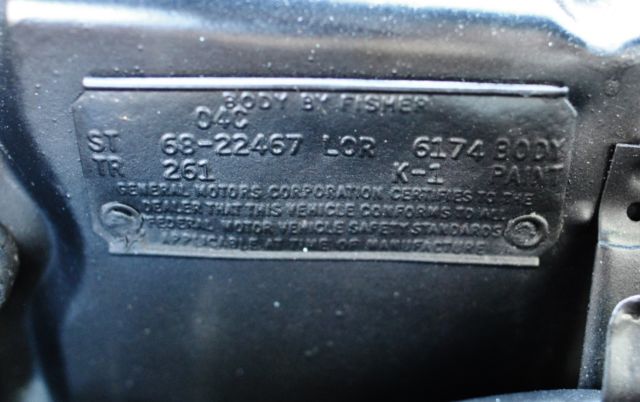 BODY BY FISHER
04C
ST 68-22467 LOR 6174 BODY
TR 261 K-1 PAINT
GENERAL MOTORS CORPORATION CERTIFIES TO THE
DEALER THAT THIS VEHICLE CONFORMS TO ALL
FEDERAL MOTOR VEHICLE SAFETY STANDARDS
APPLICABLE AT TIME OF MANUFACTURE